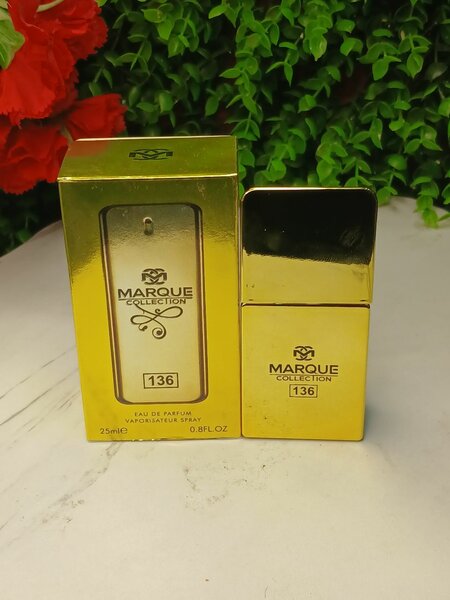 MARQUE
COLLECTION
136
EAU DE PARFUM
VAPORISATEUR SPRAY
25ml℮ 0.8FL.OZ
MARQUE
COLLECTION
136